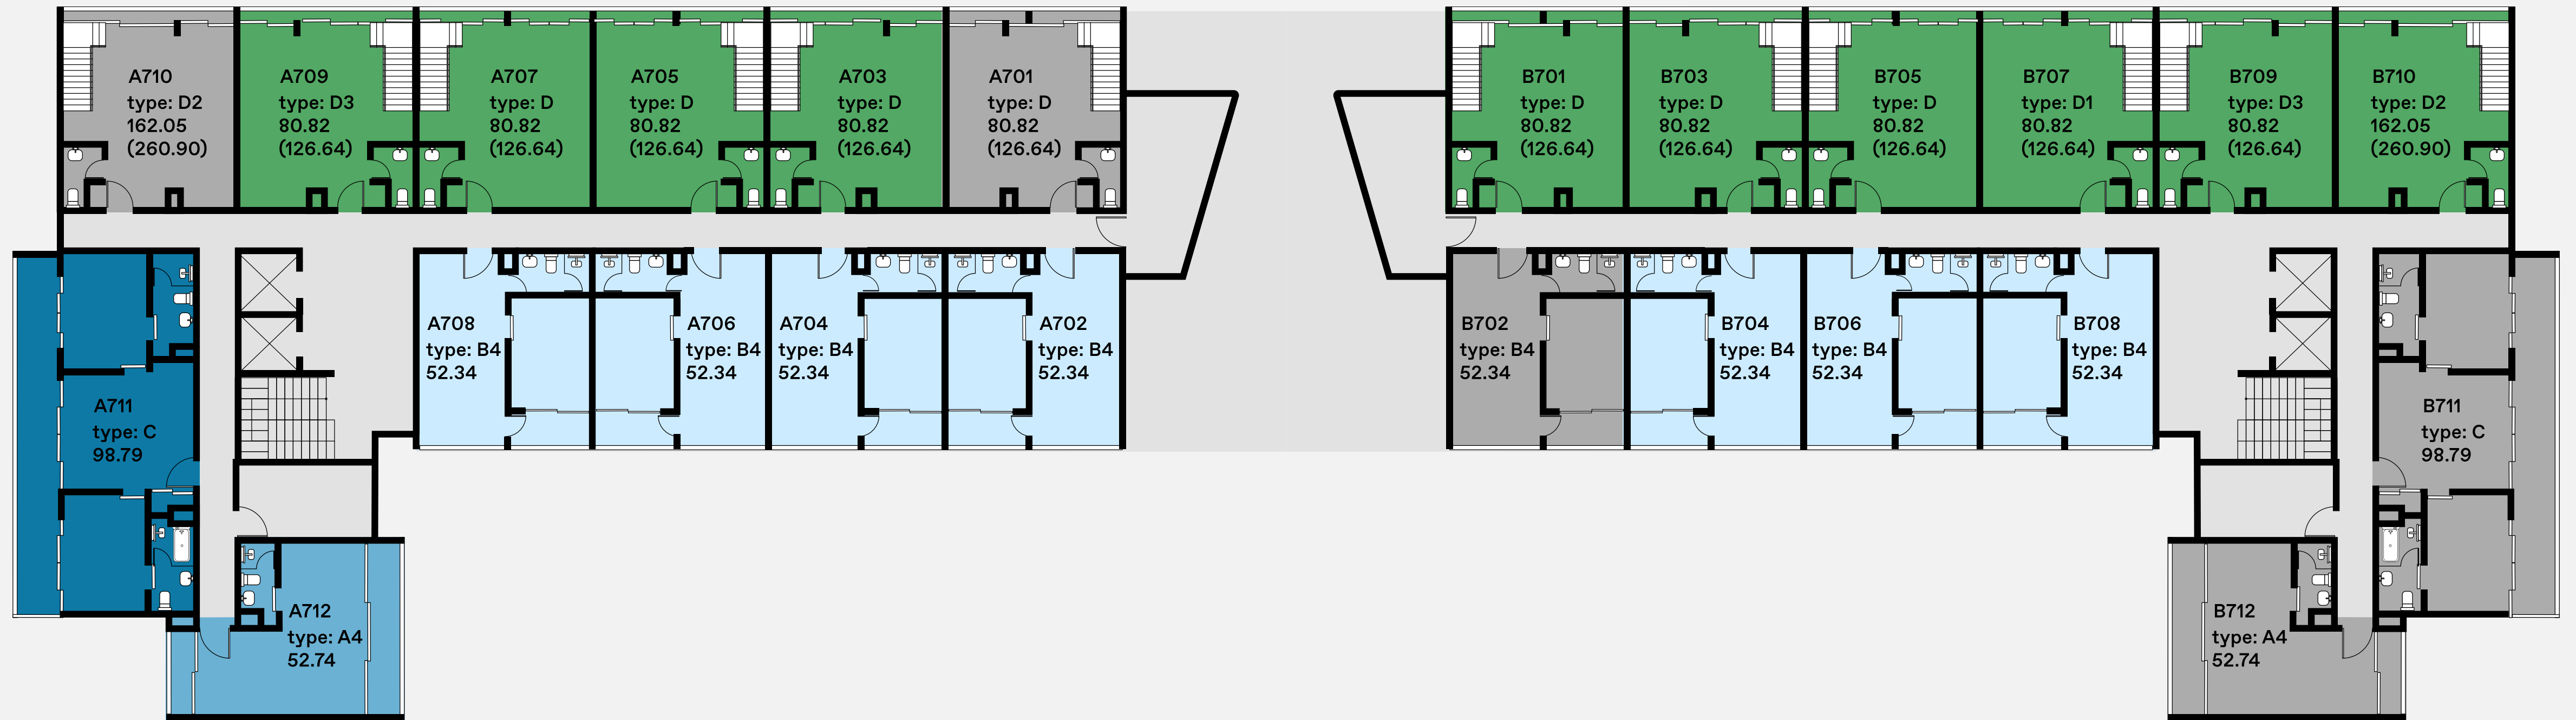 A710
type: D2
162.05
(260.90)
A709
type: D3
80.82
(126.64)
A707
type: D
80.82
(126.64)
A705
type: D
80.82
(126.64)
A703
type: D
80.82
(126.64)
A701
type: D
80.82
(126.64)
B701
type: D
80.82
(126.64)
B703
type: D
80.82
(126.64)
B705
type: D
80.82
(126.64)
B707
type: D1
80.82
(126.64)
B709
type: D3
80.82
(126.64)
B710
type: D2
162.05
(260.90)
A708
type: B4
52.34
A706
type: B4
52.34
A704
type: B4
52.34
A702
type: B4
52.34
B702
type: B4
52.34
B704
type: B4
52.34
B706
type: B4
52.34
B708
type: B4
52.34
A711
type: C
98.79
B711
type: C
98.79
A712
type: A4
52.74
B712
type: A4
52.74